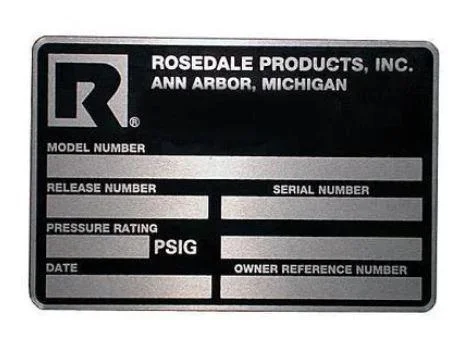 ROSEDALE PRODUCTS, INC.
ANN ARBOR, MICHIGAN
R®
MODEL NUMBER
RELEASE NUMBER SERIAL NUMBER
PRESSURE RATING
PSIG
DATE OWNER REFERENCE NUMBER